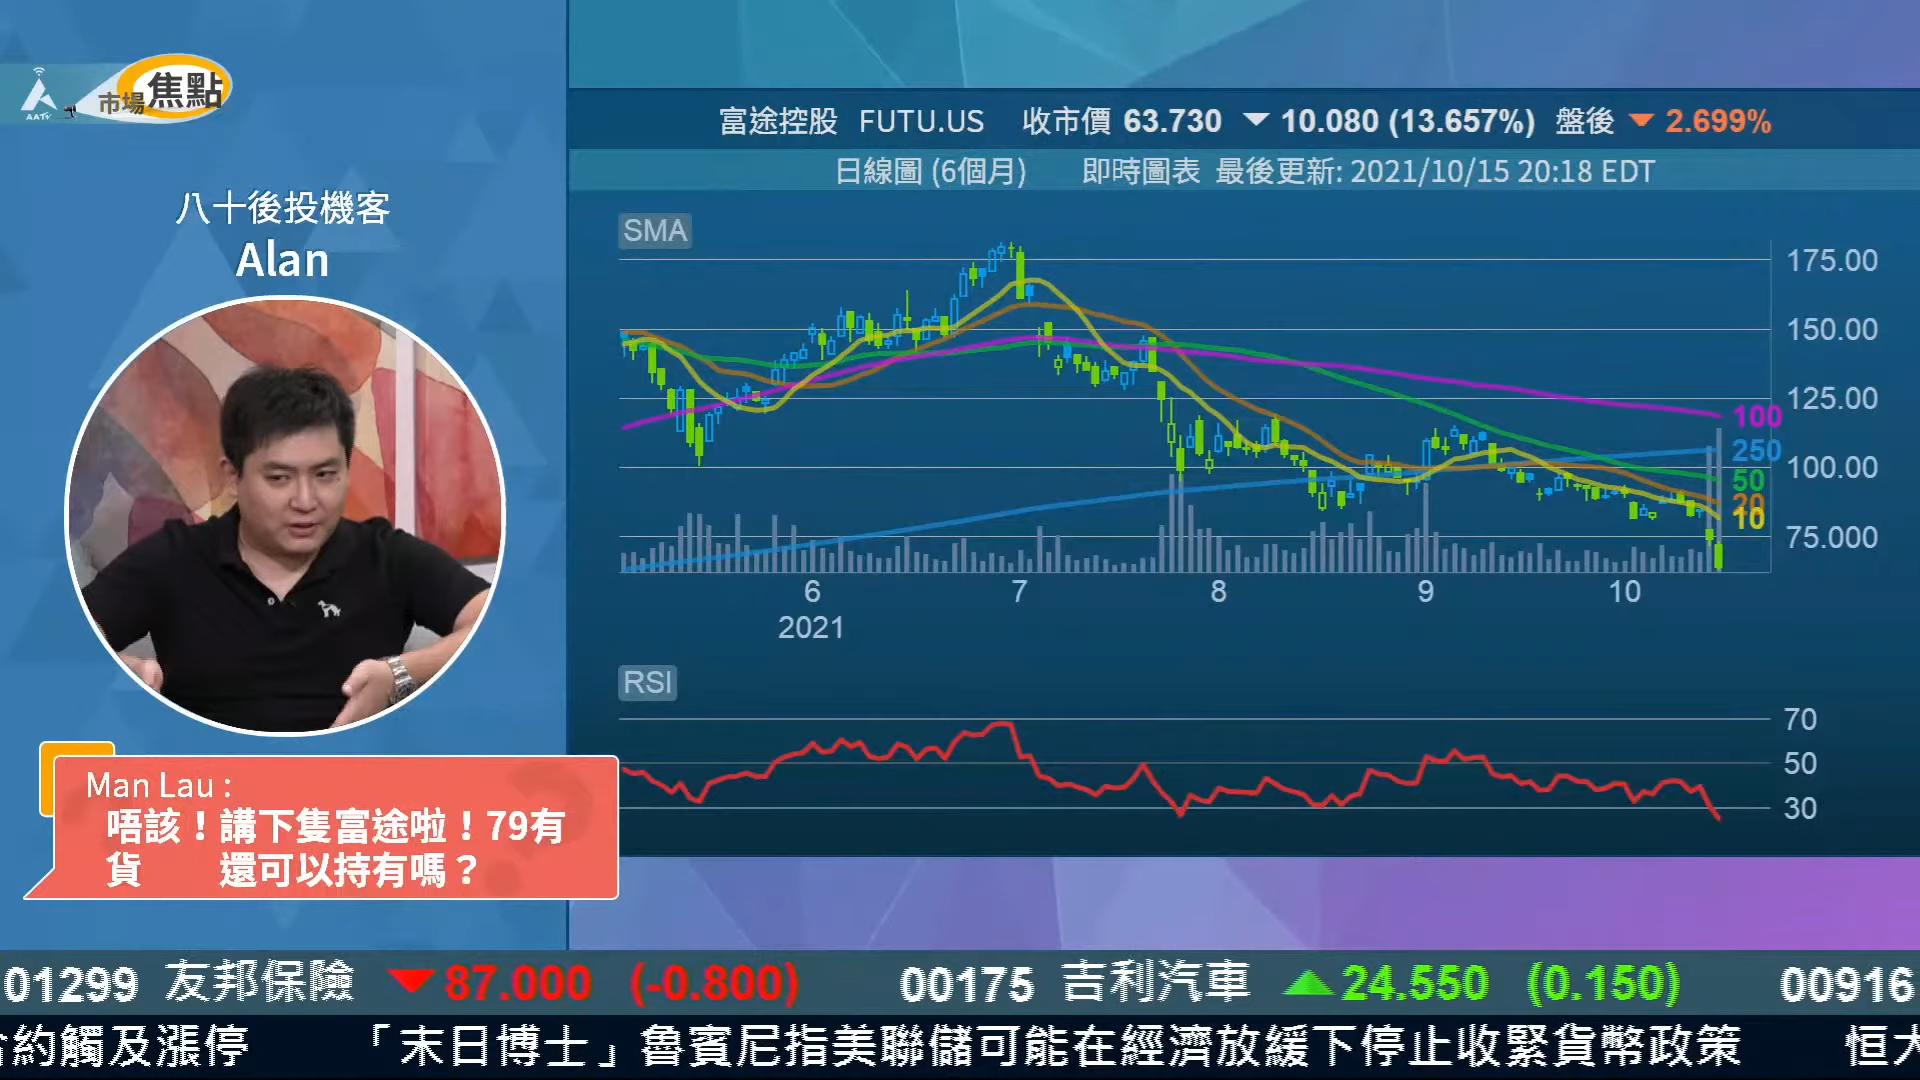 AATV
市場焦點
八十後投機客
Alan
Man Lau :
唔該！講下隻富途啦！79有
貨　　還可以持有嗎？
富途控股 FUTU.US 收市價 63.730 ▼ 10.080 (13.657%) 盤後 ▼ 2.699%
日線圖 (6個月) 即時圖表 最後更新: 2021/10/15 20:18 EDT
SMA
175.00
150.00
125.00
100
250
100.00
50
20
10
75.000
6 7 8 9 10
2021
RSI
70
50
30
01299 友邦保險 ▼87.000 (-0.800) 00175 吉利汽車 ▲24.550 (0.150) 00916
約觸及漲停 「末日博士」魯賓尼指美聯儲可能在經濟放緩下停止收緊貨幣政策 恒